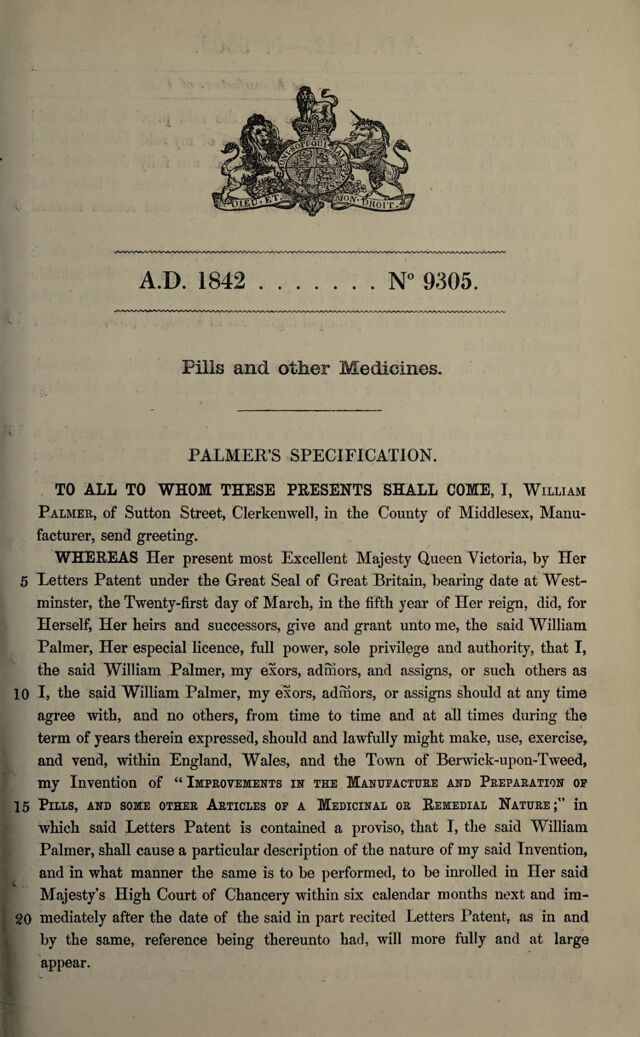 HONI SOIT QUI MAL Y PENSE
DIEU · ET MON · DROIT ·
A.D. 1842 . . . . . . . Nº 9305.
Pills and other Medicines.
PALMER'S SPECIFICATION.
TO ALL TO WHOM THESE PRESENTS SHALL COME, I, WILLIAM
PALMER, of Sutton Street, Clerkenwell, in the County of Middlesex, Manu-
facturer, send greeting.
WHEREAS Her present most Excellent Majesty Queen Victoria, by Her
5 Letters Patent under the Great Seal of Great Britain, bearing date at West-
minster, the Twenty-first day of March, in the fifth year of Her reign, did, for
Herself, Her heirs and successors, give and grant unto me, the said William
Palmer, Her especial licence, full power, sole privilege and authority, that I,
the said William Palmer, my exors, adm̄ors, and assigns, or such others as
10 I, the said William Palmer, my exors, adm̄ors, or assigns should at any time
agree with, and no others, from time to time and at all times during the
term of years therein expressed, should and lawfully might make, use, exercise,
and vend, within England, Wales, and the Town of Berwick-upon-Tweed,
my Invention of "IMPROVEMENTS IN THE MANUFACTURE AND PREPARATION OF
15 PILLS, AND SOME OTHER ARTICLES OF A MEDICINAL OR REMEDIAL NATURE;" in
which said Letters Patent is contained a proviso, that I, the said William
Palmer, shall cause a particular description of the nature of my said Invention,
and in what manner the same is to be performed, to be inrolled in Her said
Majesty's High Court of Chancery within six calendar months next and im-
20 mediately after the date of the said in part recited Letters Patent, as in and
by the same, reference being thereunto had, will more fully and at large
appear.